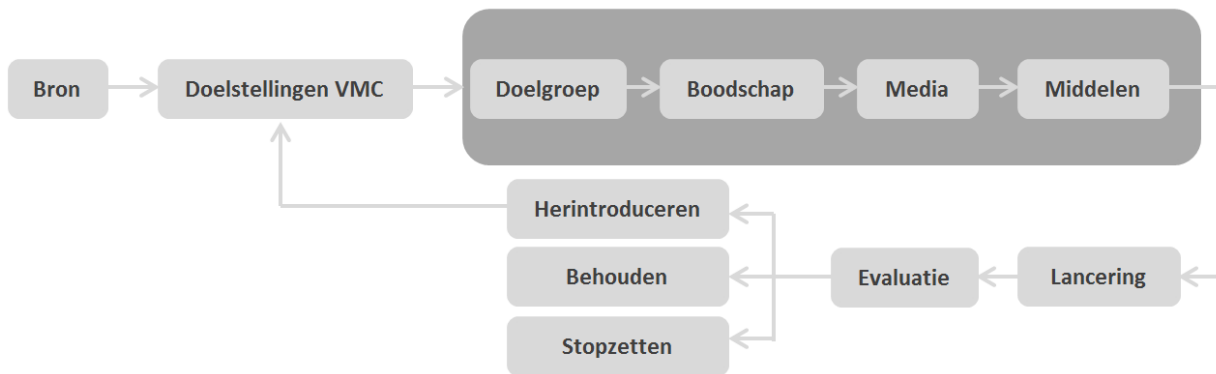 Bron
Doelstellingen VMC
Doelgroep
Boodschap
Media
Middelen
Herintroduceren
Behouden
Evaluatie
Lancering
Stopzetten